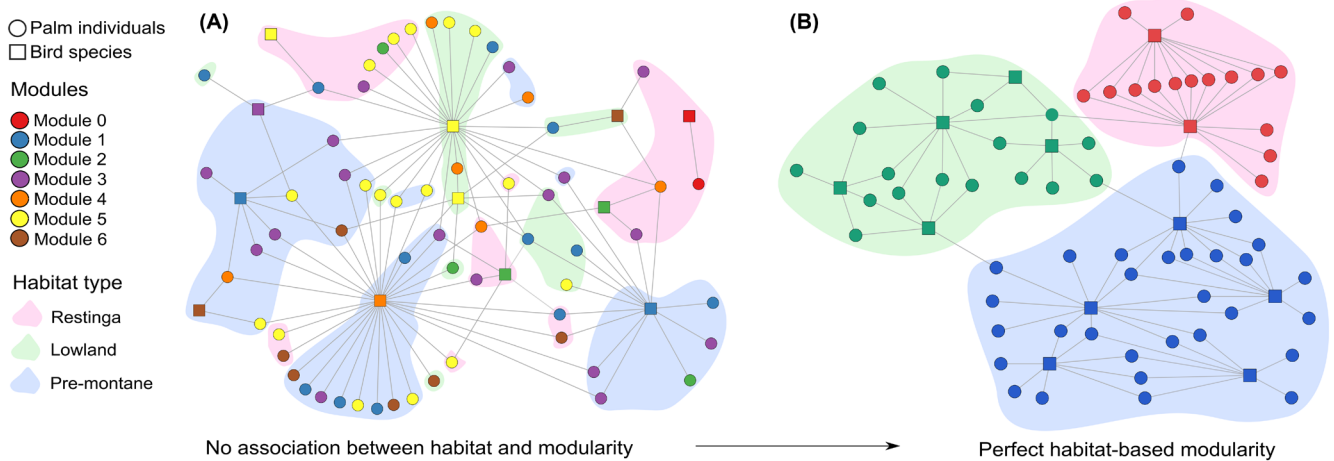 Palm individuals
Bird species
Modules
Module 0
Module 1
Module 2
Module 3
Module 4
Module 5
Module 6
Habitat type
Restinga
Lowland
Pre-montane
(A)
No association between habitat and modularity
(B)
Perfect habitat-based modularity